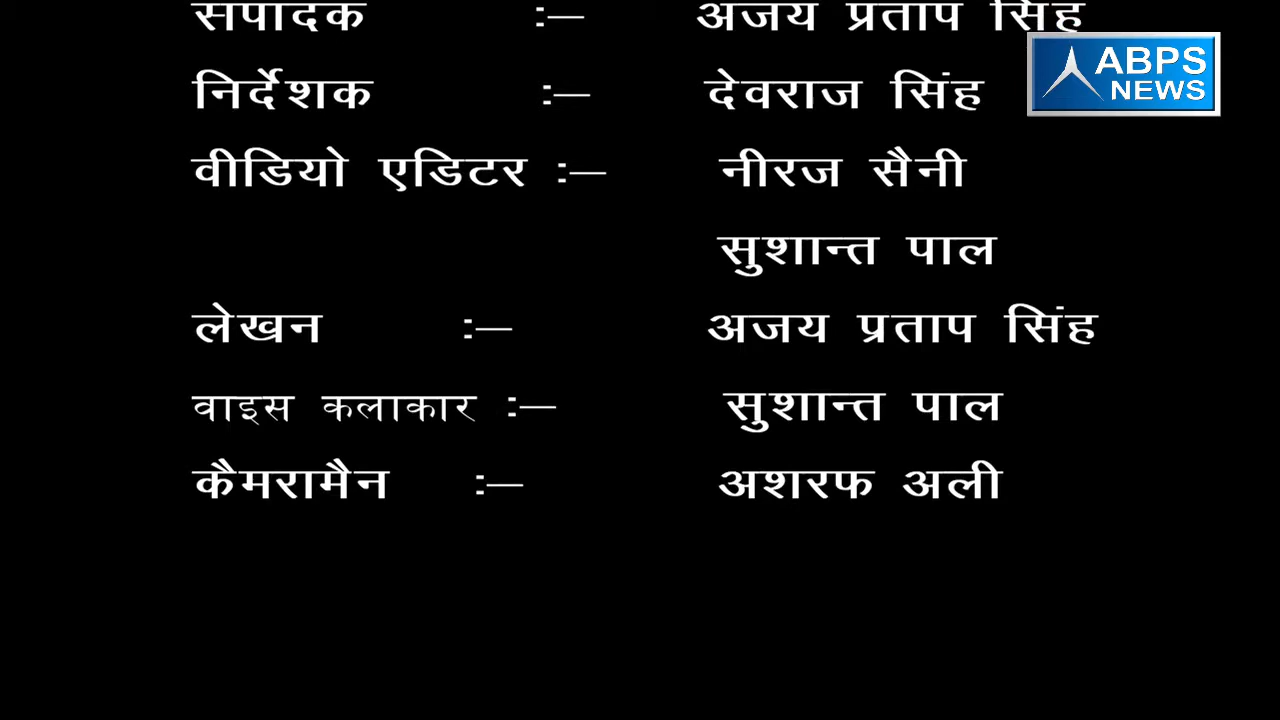 संपादक :— अजय प्रताप सिंह
ABPS
NEWS
निर्देशक :— देवराज सिंह
वीडियो एडिटर :— नीरज सैनी
सुशान्त पाल
लेखन :— अजय प्रताप सिंह
वाइस कलाकार :— सुशान्त पाल
कैमरामैन :— अशरफ अली